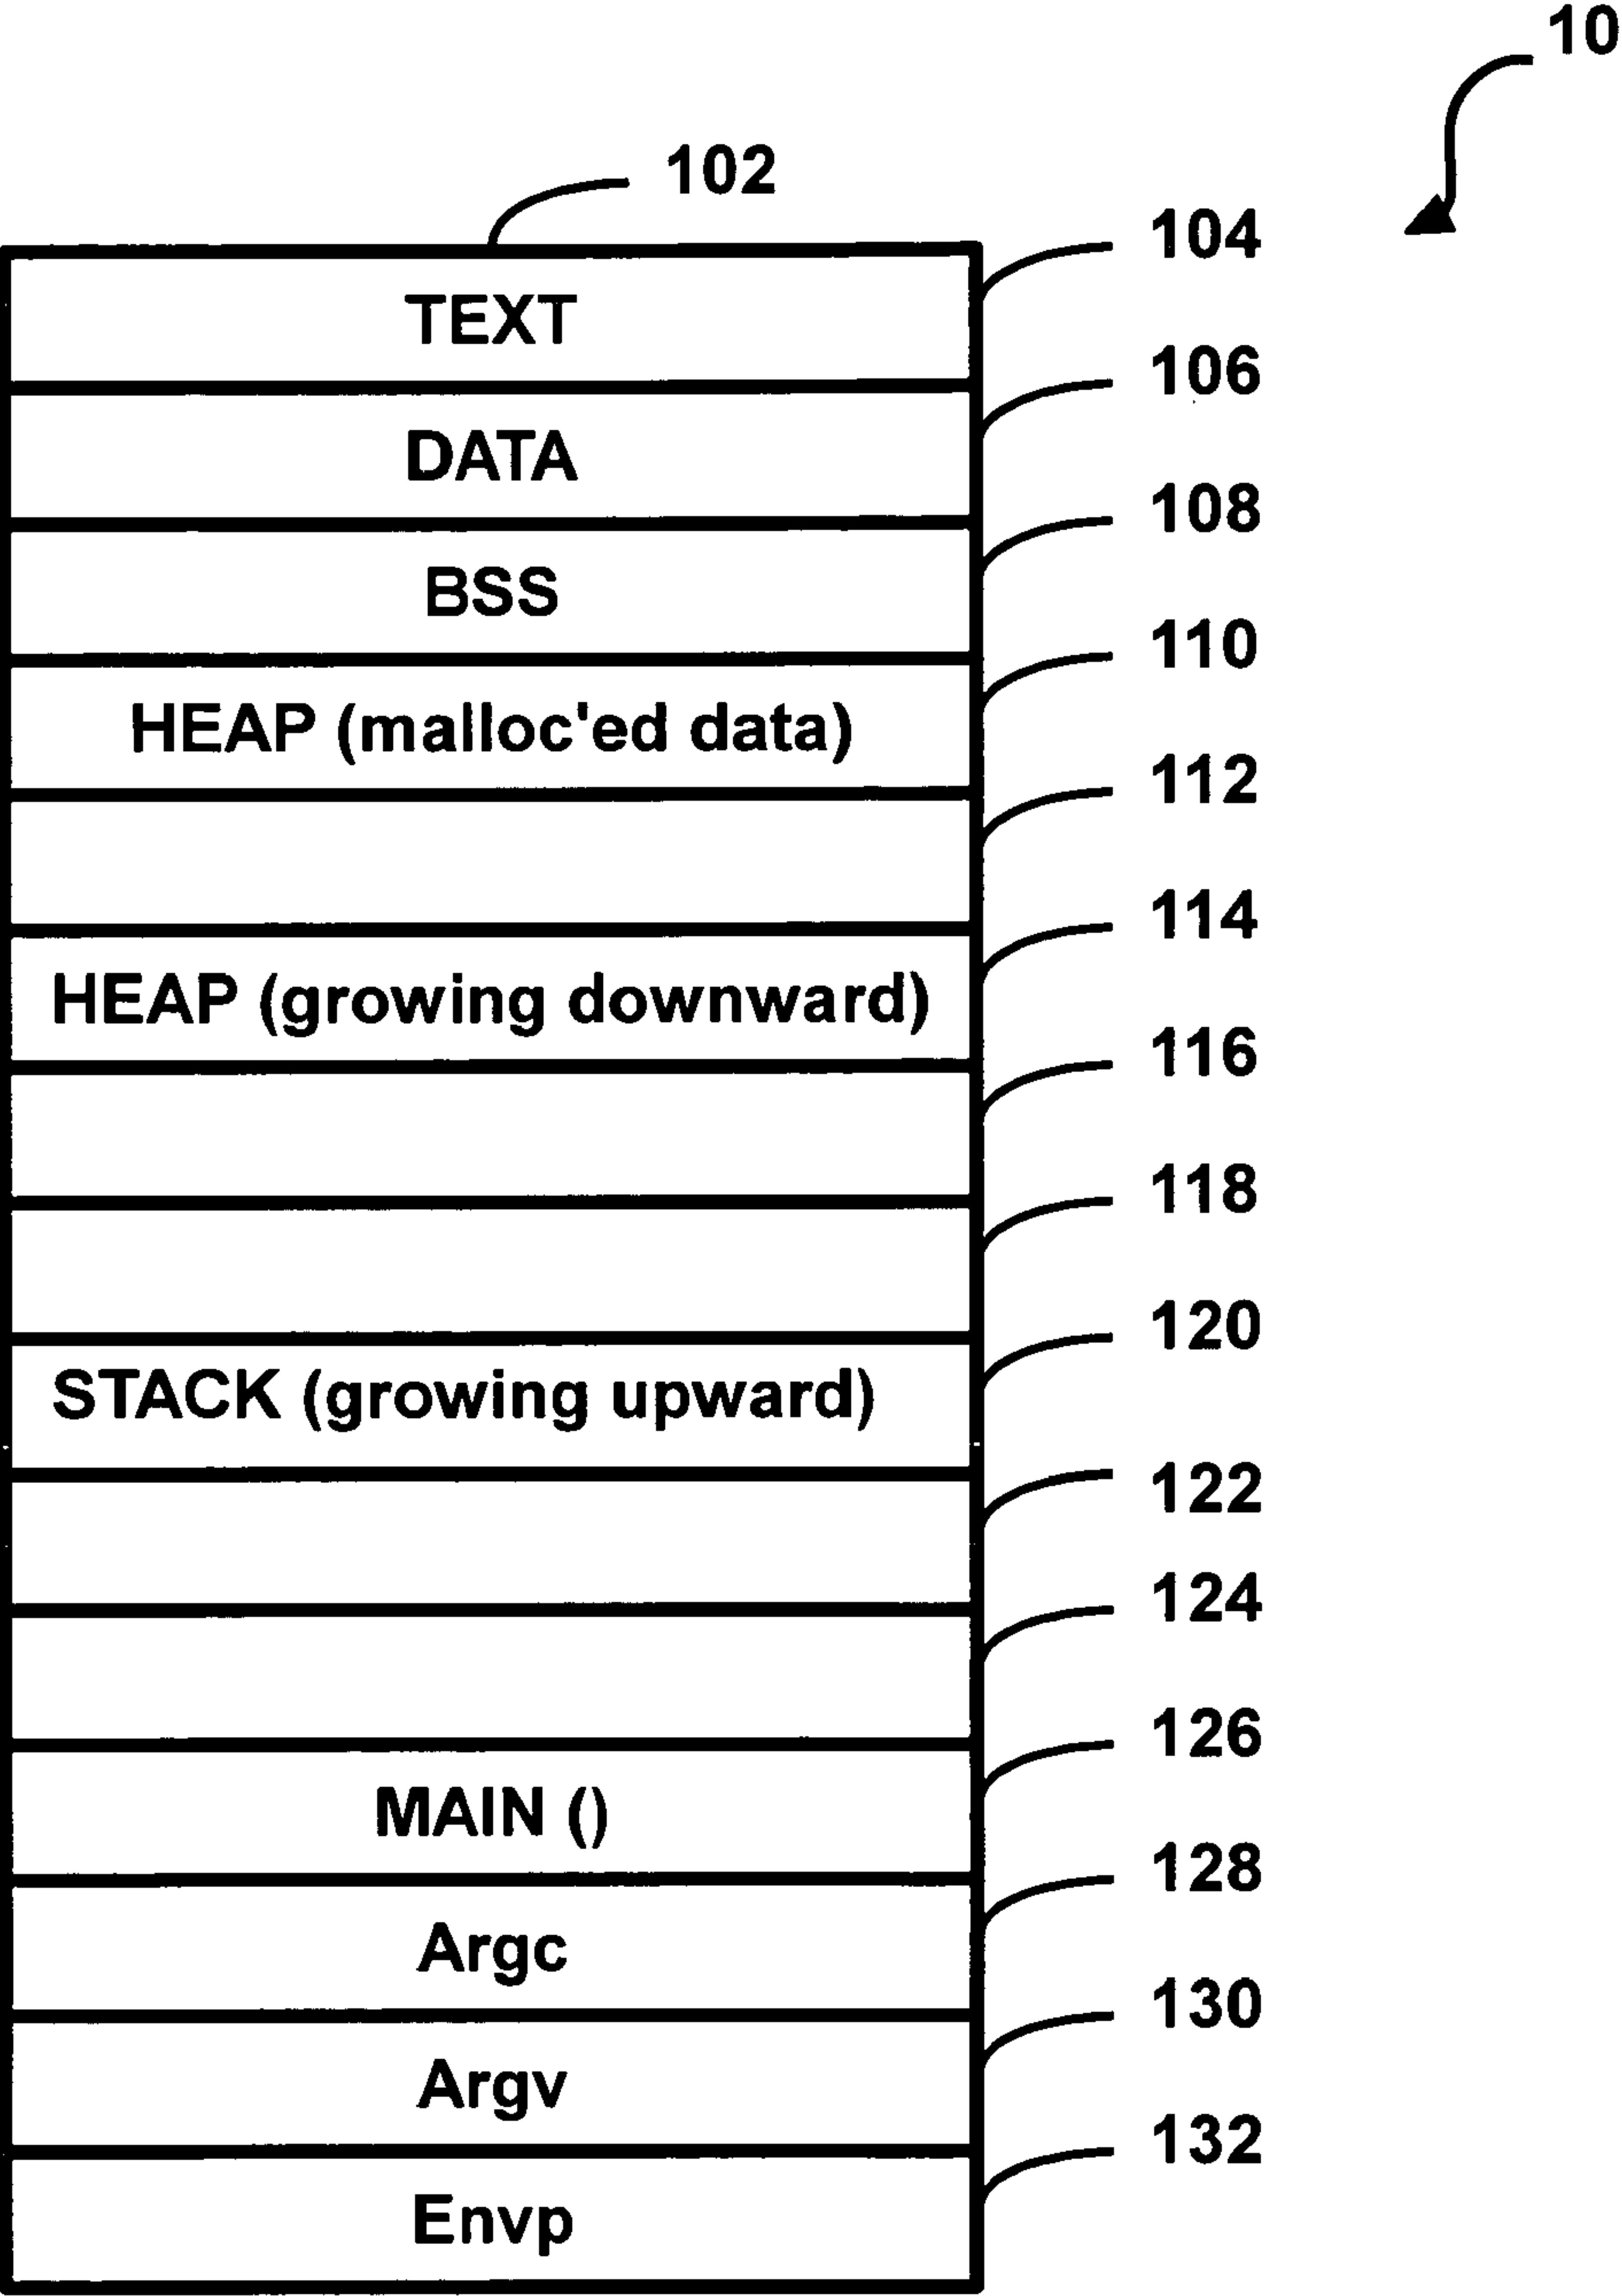 10
102
104
TEXT
106
DATA
108
BSS
110
HEAP (malloc'ed data)
112
114
HEAP (growing downward)
116
118
120
STACK (growing upward)
122
124
126
MAIN ()
128
Argc
130
Argv
132
Envp